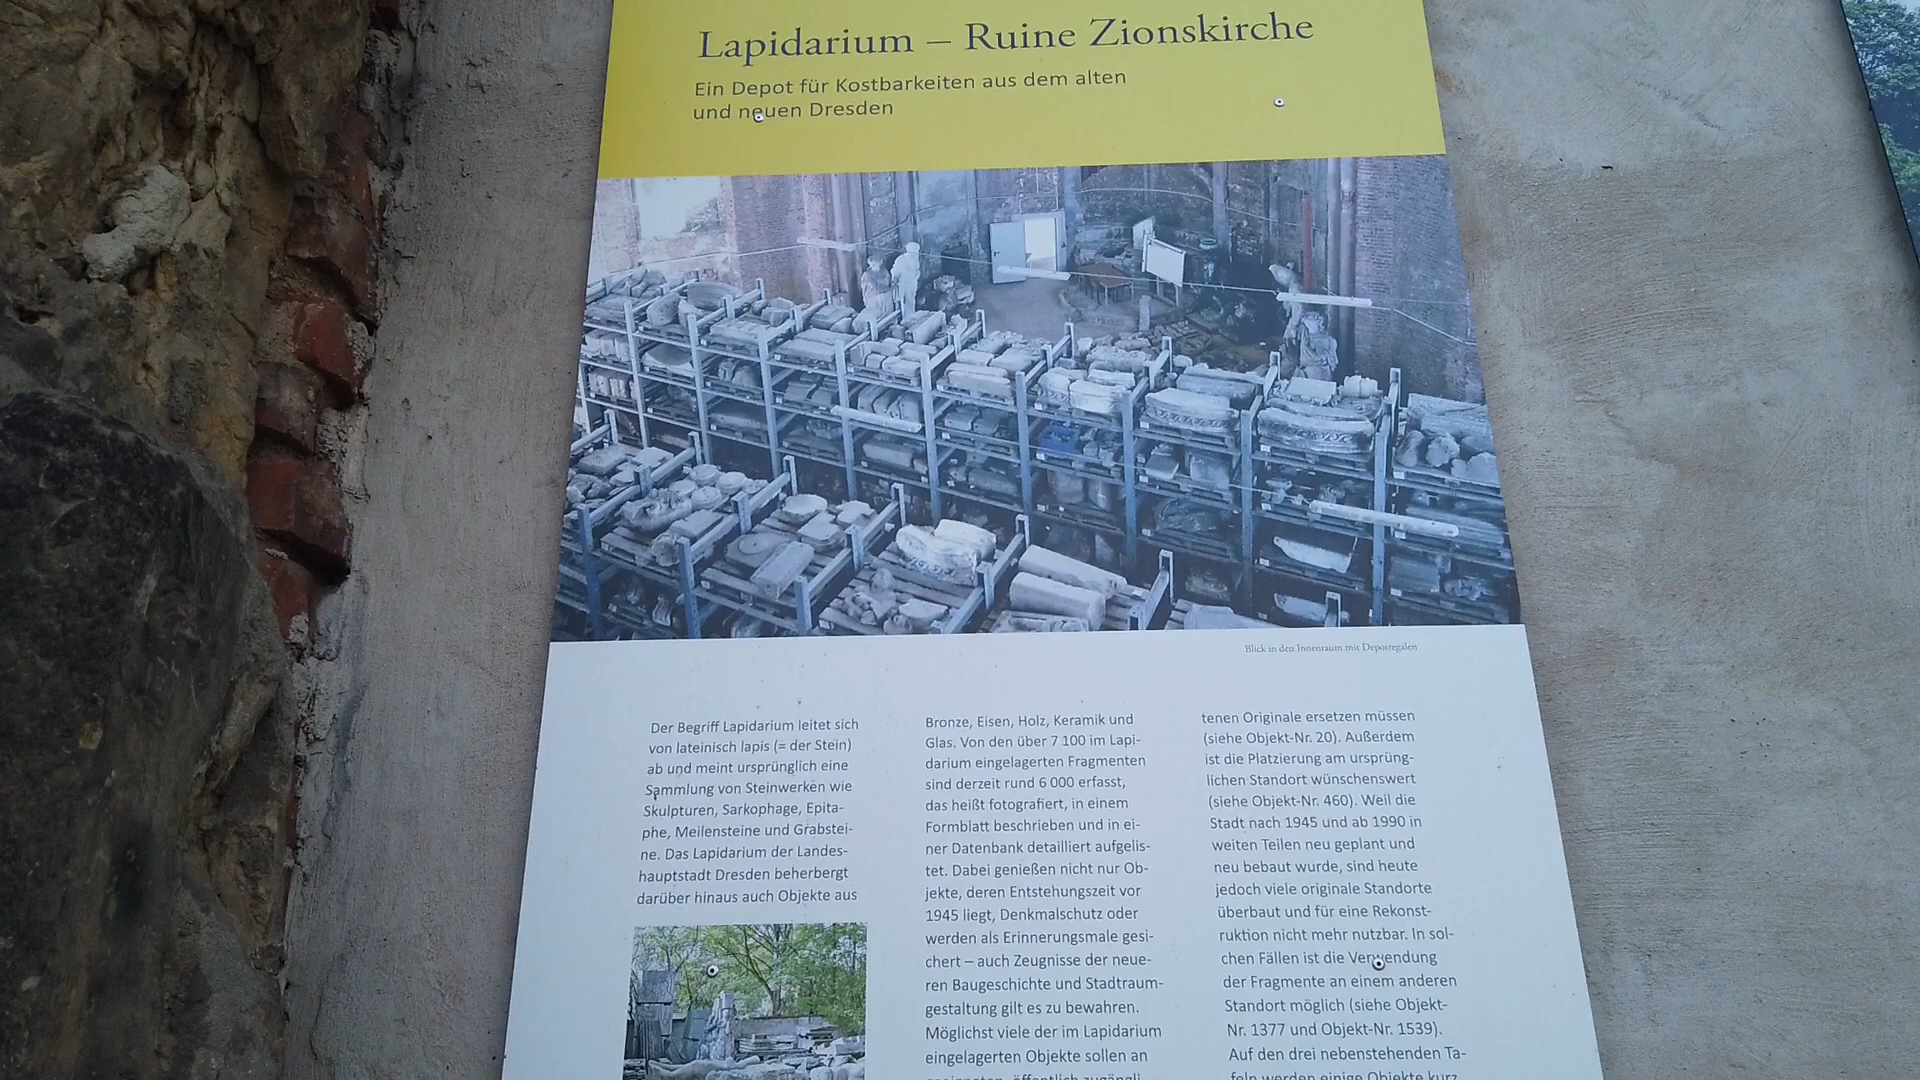 Lapidarium – Ruine Zionskirche
Ein Depot für Kostbarkeiten aus dem alten
und neuen Dresden
Blick in den Innenraum mit Depotregalen
Der Begriff Lapidarium leitet sich
von lateinisch lapis (= der Stein)
ab und meint ursprünglich eine
Sammlung von Steinwerken wie
Skulpturen, Sarkophage, Epita-
phe, Meilensteine und Grabstei-
ne. Das Lapidarium der Landes-
hauptstadt Dresden beherbergt
darüber hinaus auch Objekte aus
Bronze, Eisen, Holz, Keramik und
Glas. Von den über 7 100 im Lapi-
darium eingelagerten Fragmenten
sind derzeit rund 6 000 erfasst,
das heißt fotografiert, in einem
Formblatt beschrieben und in ei-
ner Datenbank detailliert aufgelis-
tet. Dabei genießen nicht nur Ob-
jekte, deren Entstehungszeit vor
1945 liegt, Denkmalschutz oder
werden als Erinnerungsmale gesi-
chert – auch Zeugnisse der neue-
ren Baugeschichte und Stadtraum-
gestaltung gilt es zu bewahren.
Möglichst viele der im Lapidarium
eingelagerten Objekte sollen an
tenen Originale ersetzen müssen
(siehe Objekt-Nr. 20). Außerdem
ist die Platzierung am ursprüng-
lichen Standort wünschenswert
(siehe Objekt-Nr. 460). Weil die
Stadt nach 1945 und ab 1990 in
weiten Teilen neu geplant und
neu bebaut wurde, sind heute
jedoch viele originale Standorte
überbaut und für eine Rekonst-
ruktion nicht mehr nutzbar. In sol-
chen Fällen ist die Verwendung
der Fragmente an einem anderen
Standort möglich (siehe Objekt-
Nr. 1377 und Objekt-Nr. 1539).
Auf den drei nebenstehenden Ta-
feln werden einige Objekte kurz